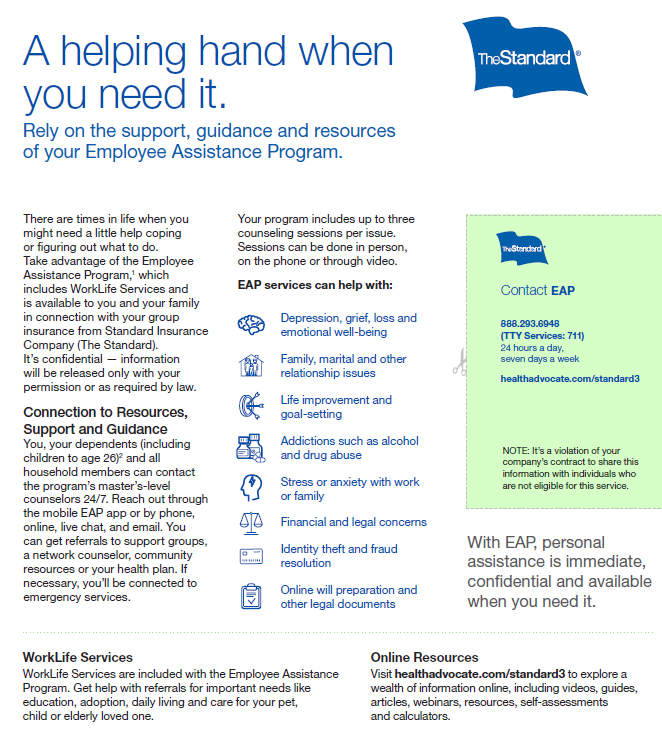 A helping hand when
you need it.
Rely on the support, guidance and resources
of your Employee Assistance Program.
TheStandard®
There are times in life when you
might need a little help coping
or figuring out what to do.
Take advantage of the Employee
Assistance Program,¹ which
includes WorkLife Services and
is available to you and your family
in connection with your group
insurance from Standard Insurance
Company (The Standard).
It's confidential — information
will be released only with your
permission or as required by law.
Connection to Resources,
Support and Guidance
You, your dependents (including
children to age 26)² and all
household members can contact
the program's master's-level
counselors 24/7. Reach out through
the mobile EAP app or by phone,
online, live chat, and email. You
can get referrals to support groups,
a network counselor, community
resources or your health plan. If
necessary, you'll be connected to
emergency services.
Your program includes up to three
counseling sessions per issue.
Sessions can be done in person,
on the phone or through video.
EAP services can help with:
Depression, grief, loss and
emotional well-being
Family, marital and other
relationship issues
Life improvement and
goal-setting
Addictions such as alcohol
and drug abuse
Stress or anxiety with work
or family
Financial and legal concerns
Identity theft and fraud
resolution
Online will preparation and
other legal documents
TheStandard
Contact EAP
888.293.6948
(TTY Services: 711)
24 hours a day,
seven days a week
healthadvocate.com/standard3
NOTE: It's a violation of your
company's contract to share this
information with individuals who
are not eligible for this service.
With EAP, personal
assistance is immediate,
confidential and available
when you need it.
WorkLife Services
WorkLife Services are included with the Employee Assistance
Program. Get help with referrals for important needs like
education, adoption, daily living and care for your pet,
child or elderly loved one.
Online Resources
Visit healthadvocate.com/standard3 to explore a
wealth of information online, including videos, guides,
articles, webinars, resources, self-assessments
and calculators.